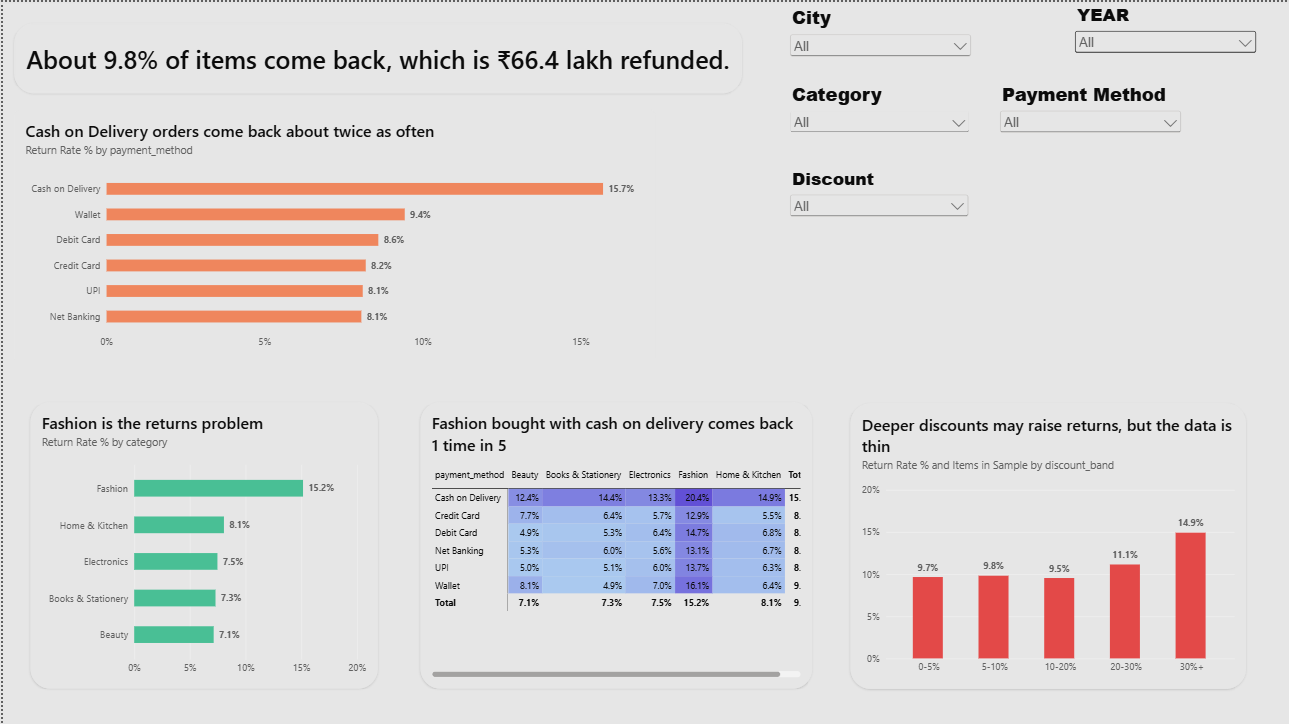 About 9.8% of items come back, which is ₹66.4 lakh refunded.
City
All
YEAR
All
Category
All
Payment Method
All
Discount
All
Cash on Delivery orders come back about twice as often
Return Rate % by payment_method
Cash on Delivery 15.7%
Wallet 9.4%
Debit Card 8.6%
Credit Card 8.2%
UPI 8.1%
Net Banking 8.1%
0% 5% 10% 15%
Fashion is the returns problem
Return Rate % by category
Fashion 15.2%
Home & Kitchen 8.1%
Electronics 7.5%
Books & Stationery 7.3%
Beauty 7.1%
0% 5% 10% 15% 20%
Fashion bought with cash on delivery comes back
1 time in 5
payment_method Beauty Books & Stationery Electronics Fashion Home & Kitchen Tot
Cash on Delivery 12.4% 14.4% 13.3% 20.4% 14.9% 15.
Credit Card 7.7% 6.4% 5.7% 12.9% 5.5% 8.
Debit Card 4.9% 5.3% 6.4% 14.7% 6.8% 8.
Net Banking 5.3% 6.0% 5.6% 13.1% 6.7% 8.
UPI 5.0% 5.1% 6.0% 13.7% 6.3% 8.
Wallet 8.1% 4.9% 7.0% 16.1% 6.4% 9.
Total 7.1% 7.3% 7.5% 15.2% 8.1% 9.
Deeper discounts may raise returns, but the data is
thin
Return Rate % and Items in Sample by discount_band
20%
15%
10%
5%
0%
9.7% 9.8% 9.5% 11.1% 14.9%
0-5% 5-10% 10-20% 20-30% 30%+